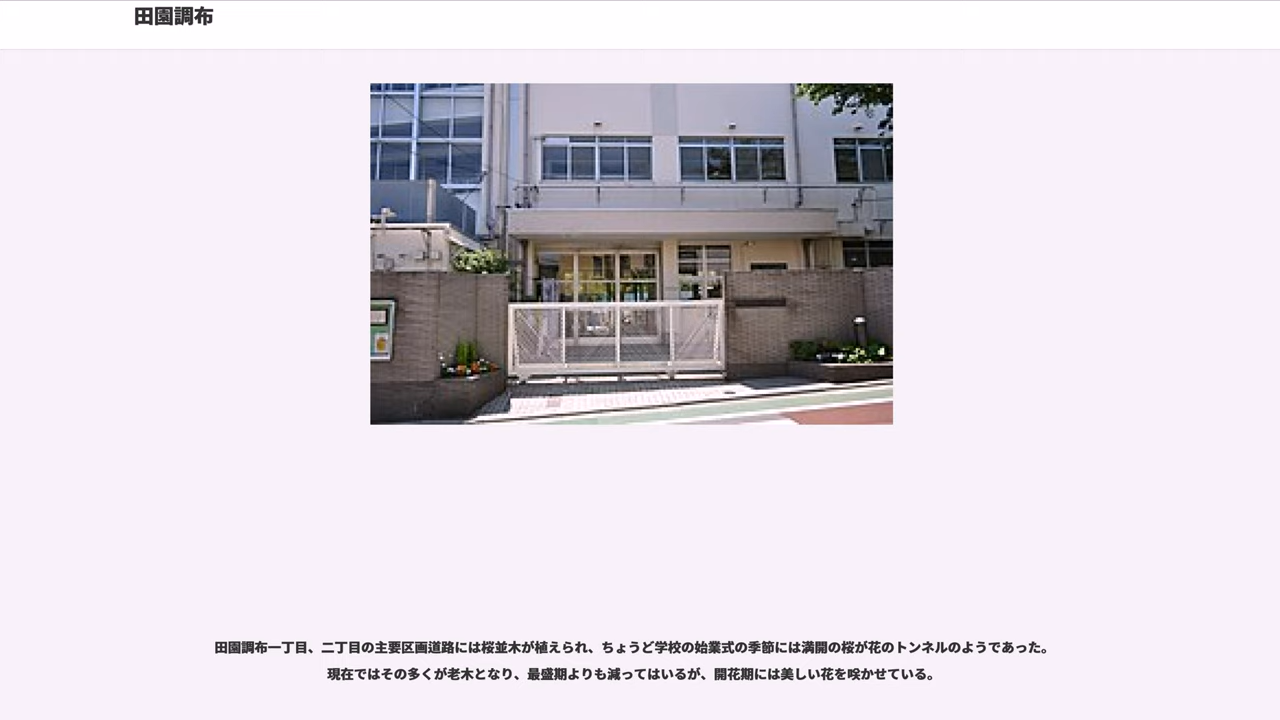 田園調布
田園調布一丁目、二丁目の主要区画道路には桜並木が植えられ、ちょうど学校の始業式の季節には満開の桜が花のトンネルのようであった。
現在ではその多くが老木となり、最盛期よりも減ってはいるが、開花期には美しい花を咲かせている。